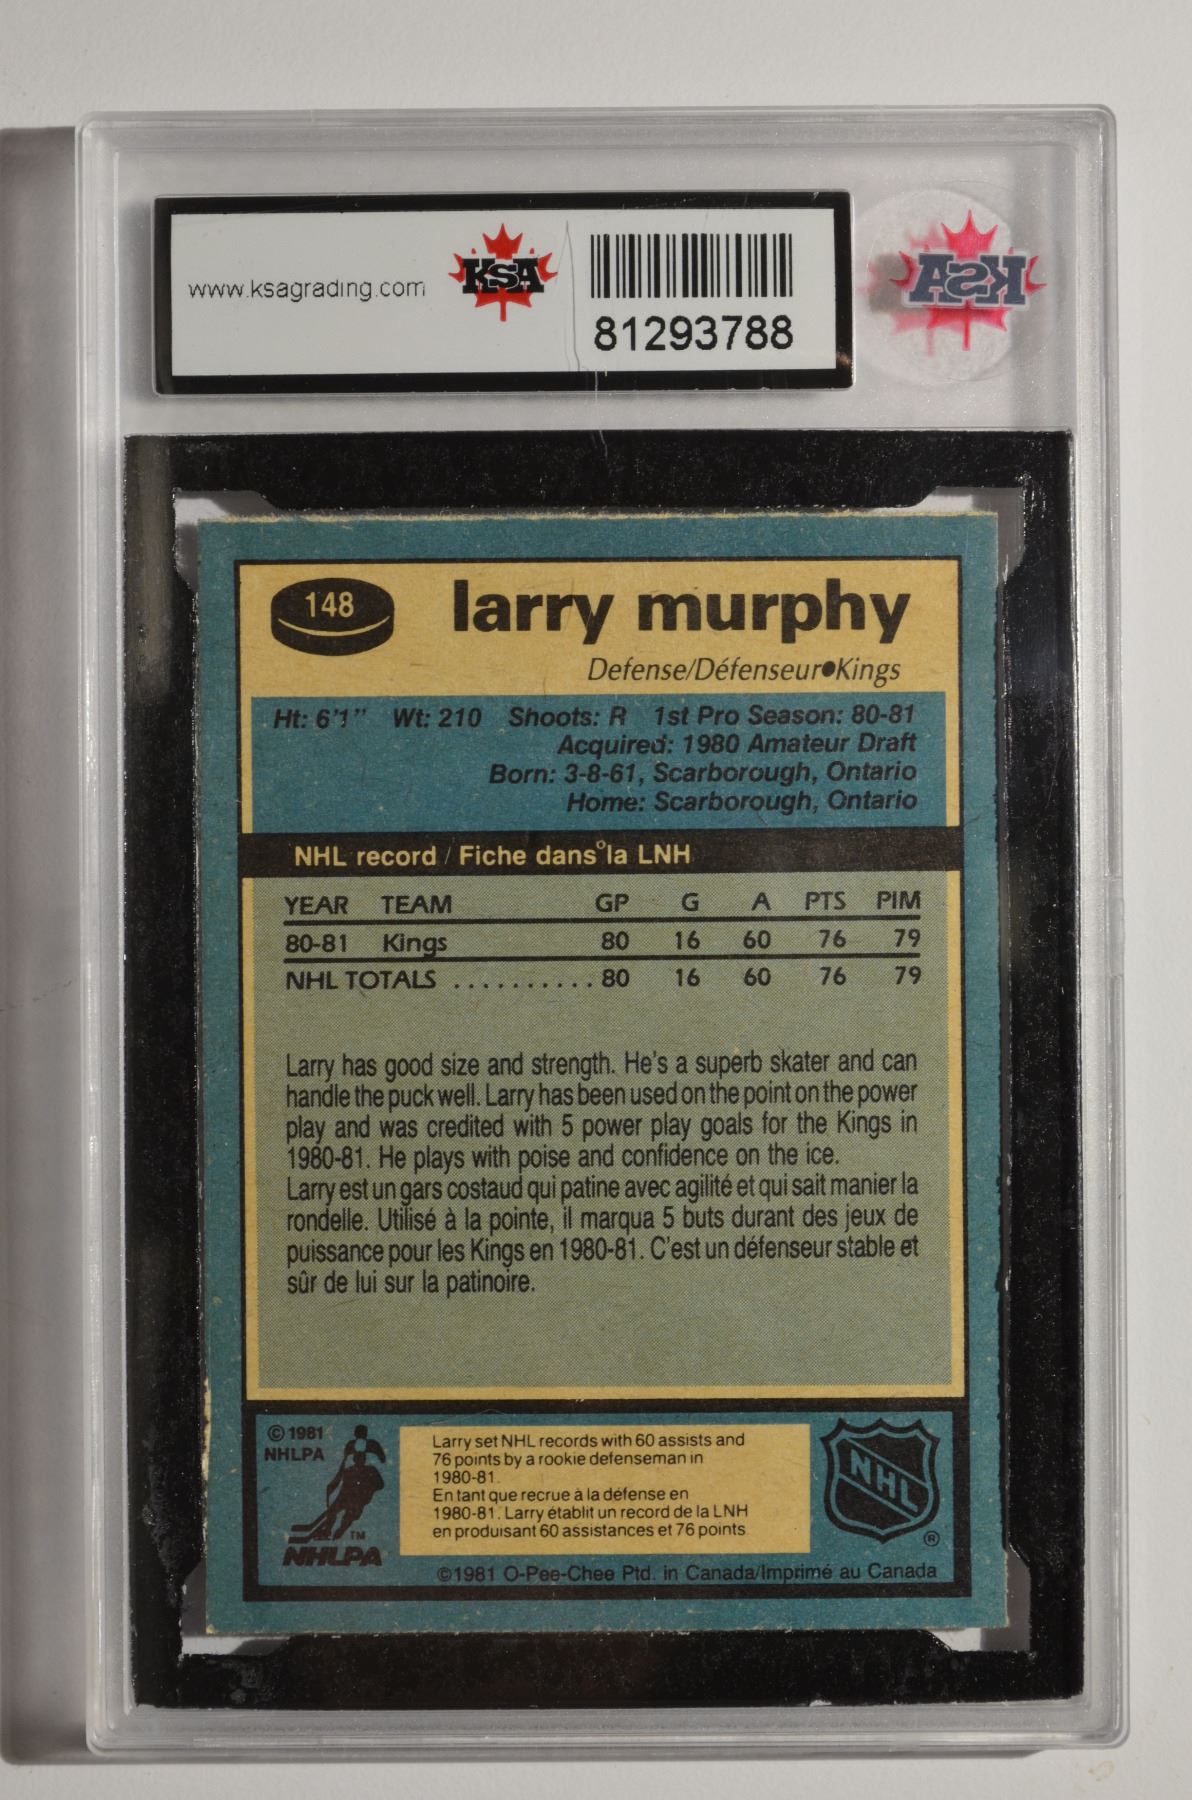 www.ksagrading.com
KSA
81293788
KSA
148
larry murphy
Defense/Défenseur●Kings
Ht: 6'1" Wt: 210 Shoots: R 1st Pro Season: 80-81
Acquired: 1980 Amateur Draft
Born: 3-8-61, Scarborough, Ontario
Home: Scarborough, Ontario
NHL record / Fiche dans la LNH
YEAR TEAM GP G A PTS PIM
80-81 Kings 80 16 60 76 79
NHL TOTALS .......... 80 16 60 76 79
Larry has good size and strength. He's a superb skater and can
handle the puck well. Larry has been used on the point on the power
play and was credited with 5 power play goals for the Kings in
1980-81. He plays with poise and confidence on the ice.
Larry est un gars costaud qui patine avec agilité et qui sait manier la
rondelle. Utilisé à la pointe, il marqua 5 buts durant des jeux de
puissance pour les Kings en 1980-81. C'est un défenseur stable et
sûr de lui sur la patinoire.
© 1981
NHLPA
TM
NHLPA
Larry set NHL records with 60 assists and
76 points by a rookie defenseman in
1980-81.
En tant que recrue à la défense en
1980-81. Larry établit un record de la LNH
en produisant 60 assistances et 76 points
NHL
®
©1981 O-Pee-Chee Ptd. in Canada/Imprimé au Canada